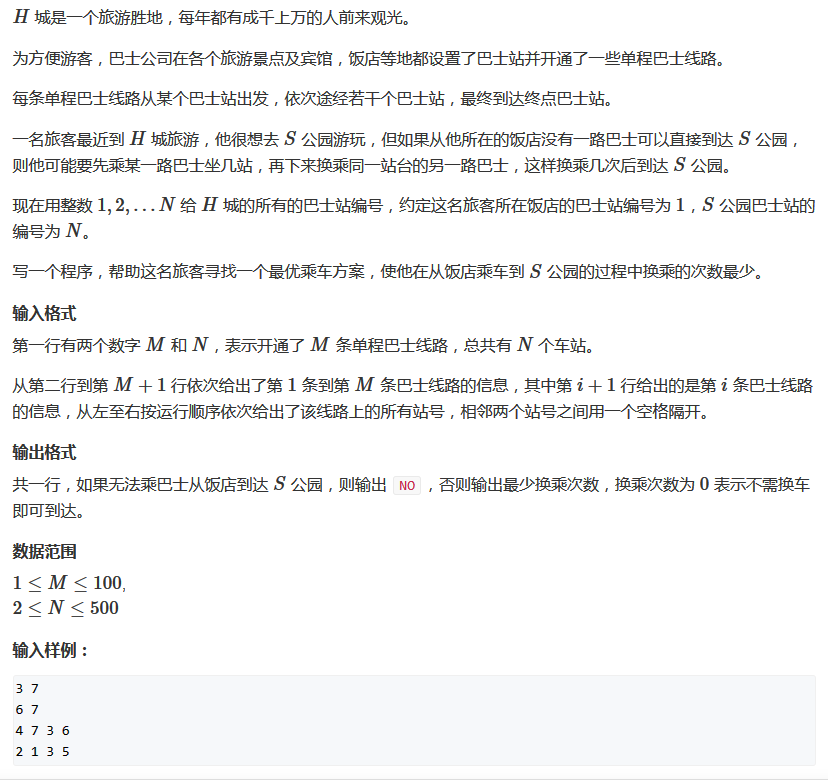 H 城是一个旅游胜地，每年都有成千上万的人前来观光。
为方便游客，巴士公司在各个旅游景点及宾馆，饭店等地都设置了巴士站并开通了一些单程巴士线路。
每条单程巴士线路从某个巴士站出发，依次途经若干个巴士站，最终到达终点巴士站。
一名旅客最近到 H 城旅游，他很想去 S 公园游玩，但如果从他所在的饭店没有一路巴士可以直接到达 S 公园，
则他可能要先乘某一路巴士坐几站，再下来换乘同一站台的另一路巴士，这样换乘几次后到达 S 公园。
现在用整数 1, 2, … N 给 H 城的所有的巴士站编号，约定这名旅客所在饭店的巴士站编号为 1，S 公园巴士站的
编号为 N。
写一个程序，帮助这名旅客寻找一个最优乘车方案，使他在从饭店乘车到 S 公园的过程中换乘的次数最少。
输入格式
第一行有两个数字 M 和 N，表示开通了 M 条单程巴士线路，总共有 N 个车站。
从第二行到第 M + 1 行依次给出了第 1 条到第 M 条巴士线路的信息，其中第 i + 1 行给出的是第 i 条巴士线路
的信息，从左至右按运行顺序依次给出了该线路上的所有站号，相邻两个站号之间用一个空格隔开。
输出格式
共一行，如果无法乘巴士从饭店到达 S 公园，则输出 NO，否则输出最少换乘次数，换乘次数为 0 表示不需换车
即可到达。
数据范围
1 ≤ M ≤ 100,
2 ≤ N ≤ 500
输入样例：
3 7
6 7
4 7 3 6
2 1 3 5